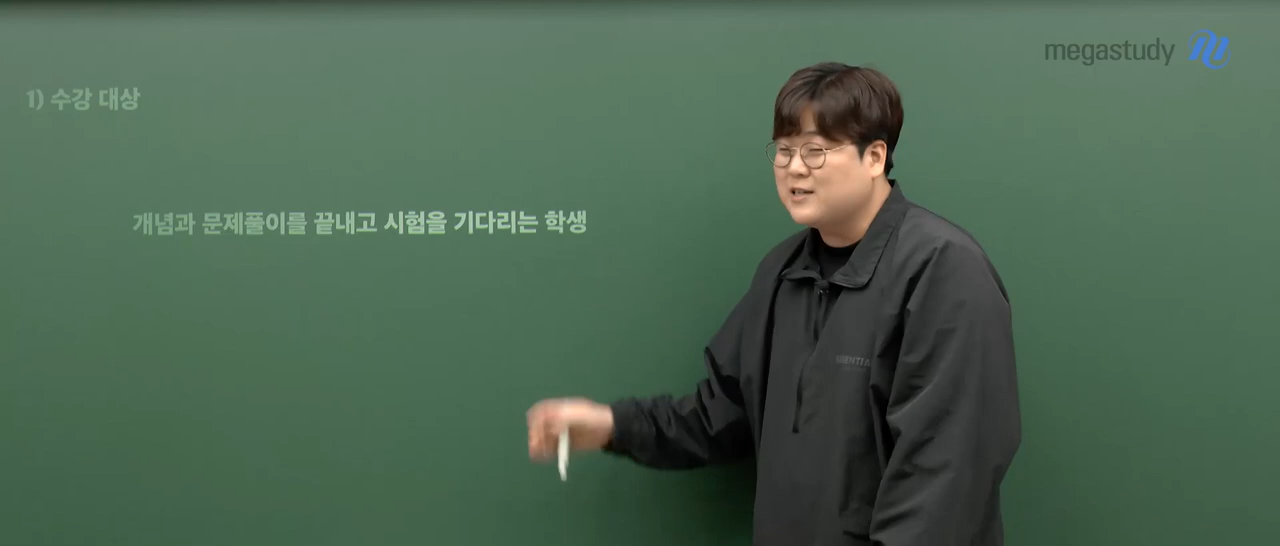 megastudy
1) 수강 대상
개념과 문제풀이를 끝내고 시험을 기다리는 학생